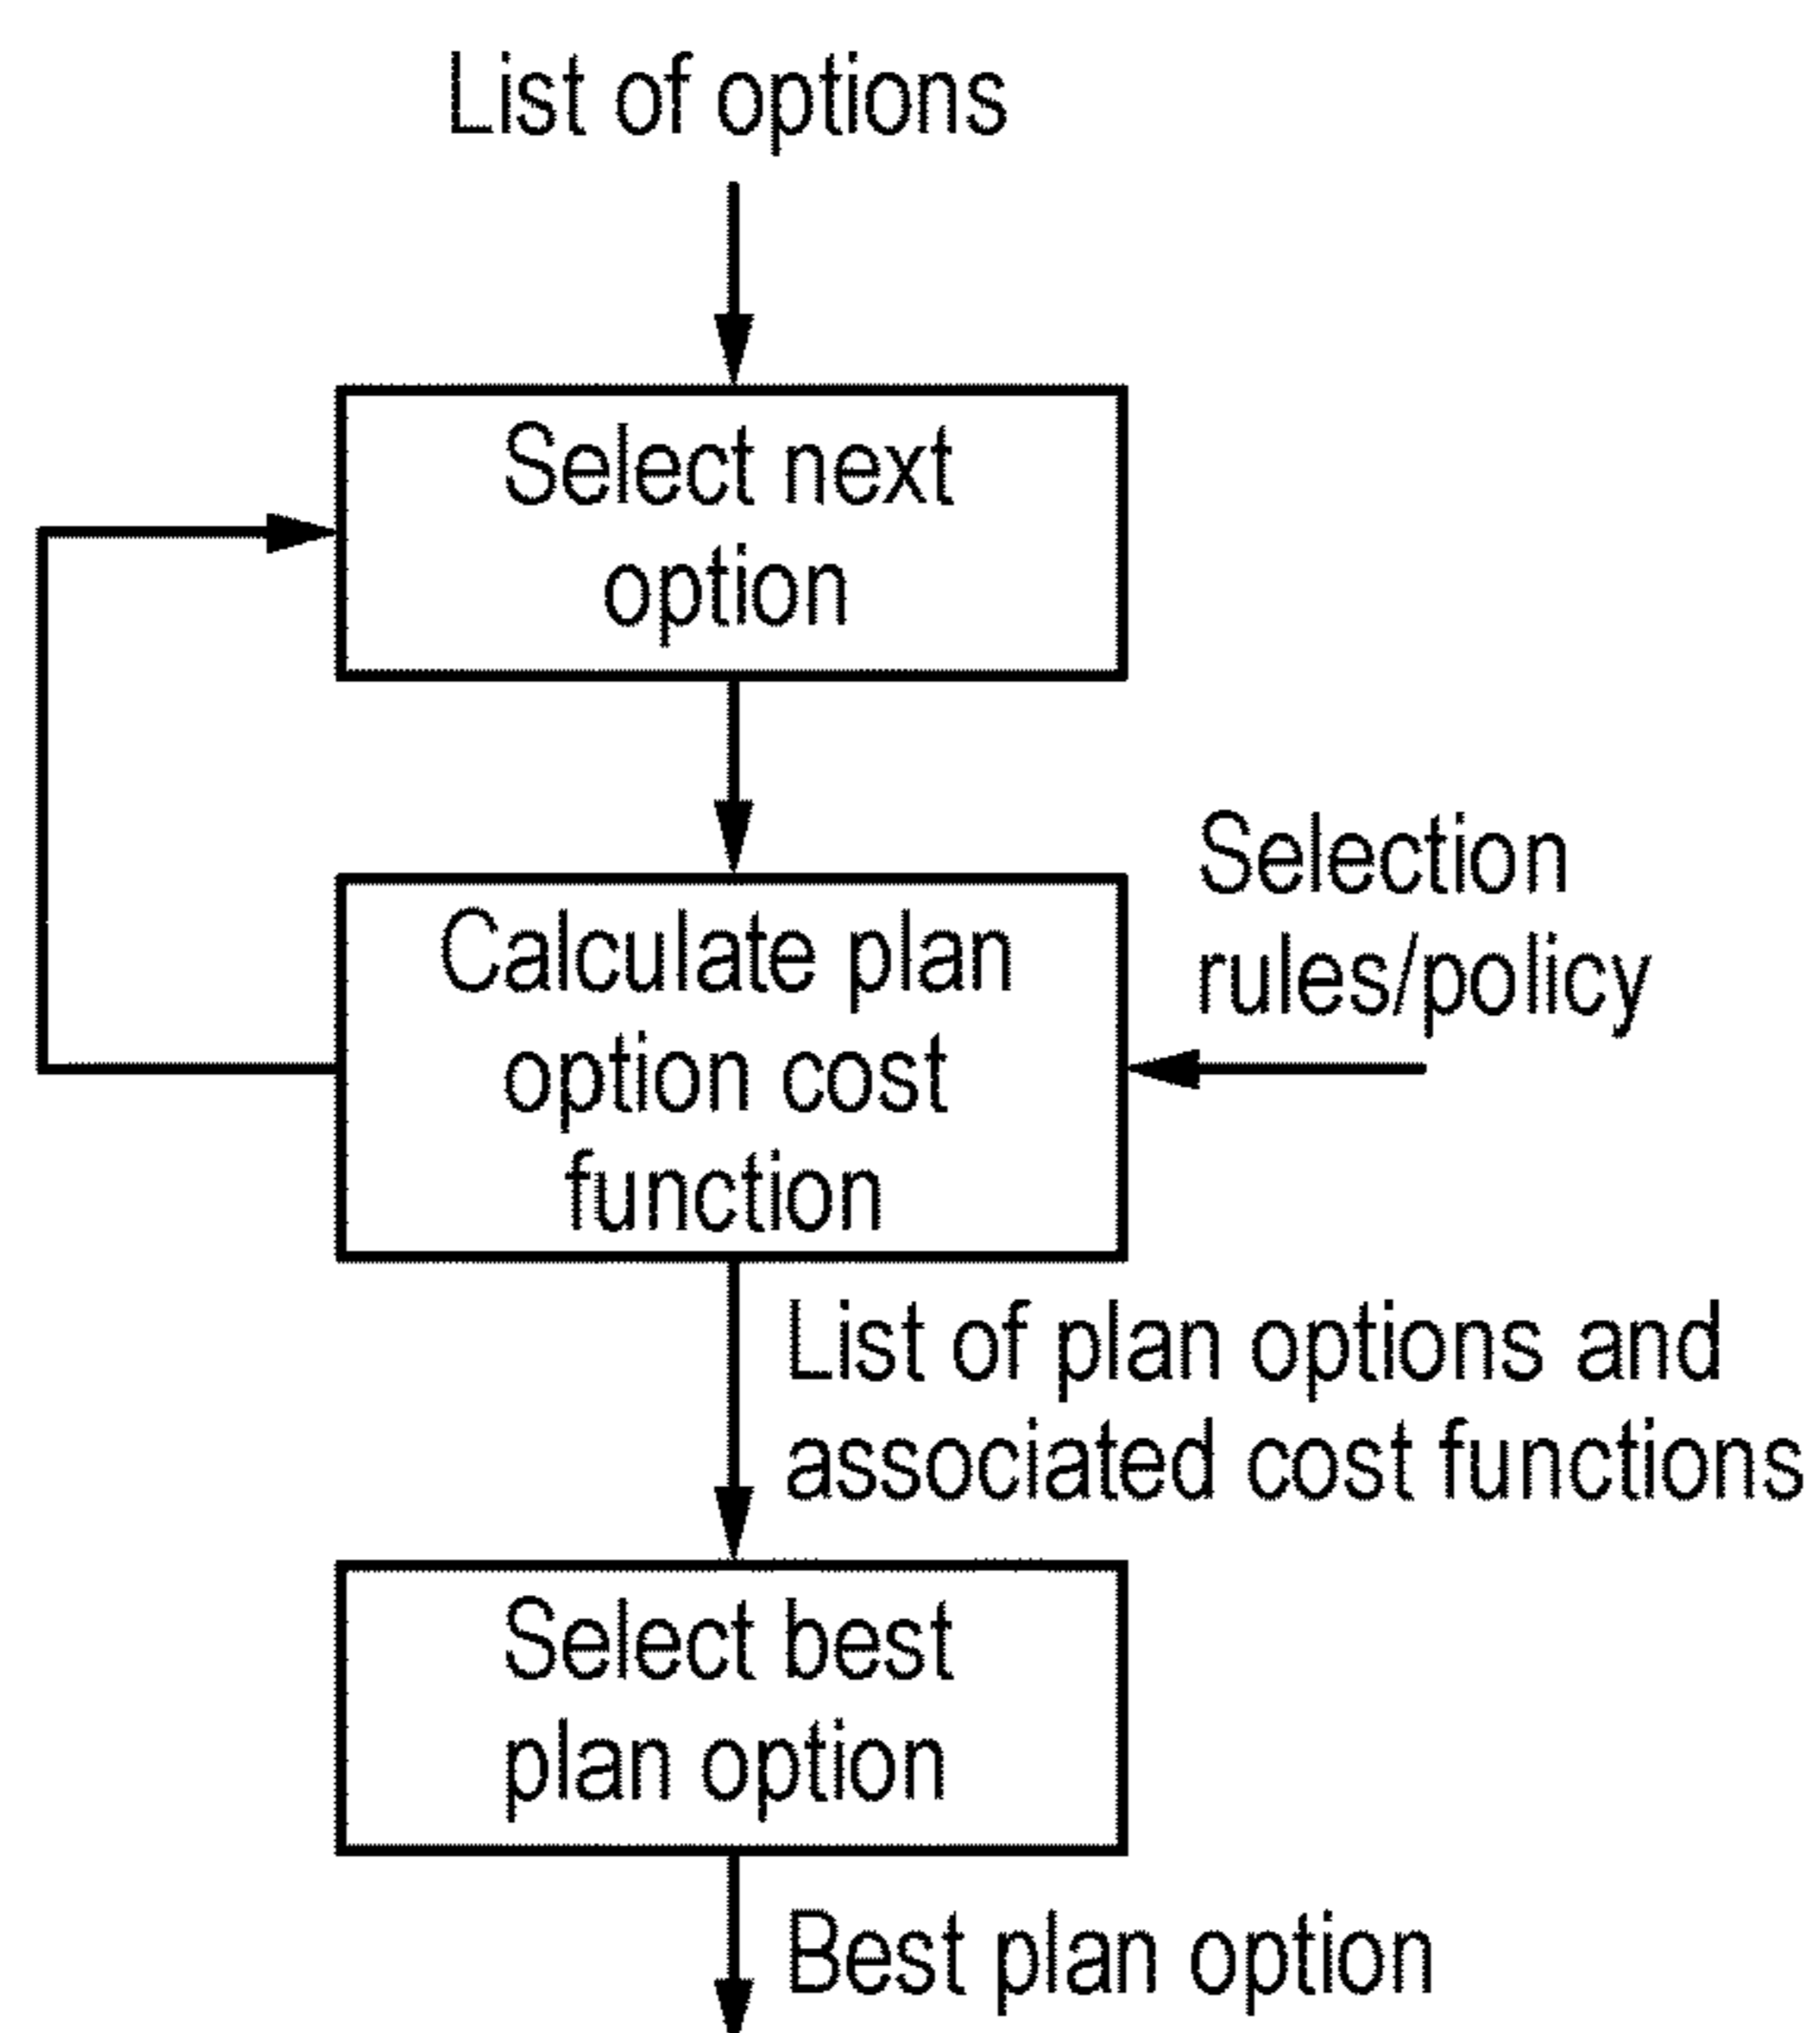 List of options
Select next
option
Selection
rules/policy
Calculate plan
option cost
function
List of plan options and
associated cost functions
Select best
plan option
Best plan option